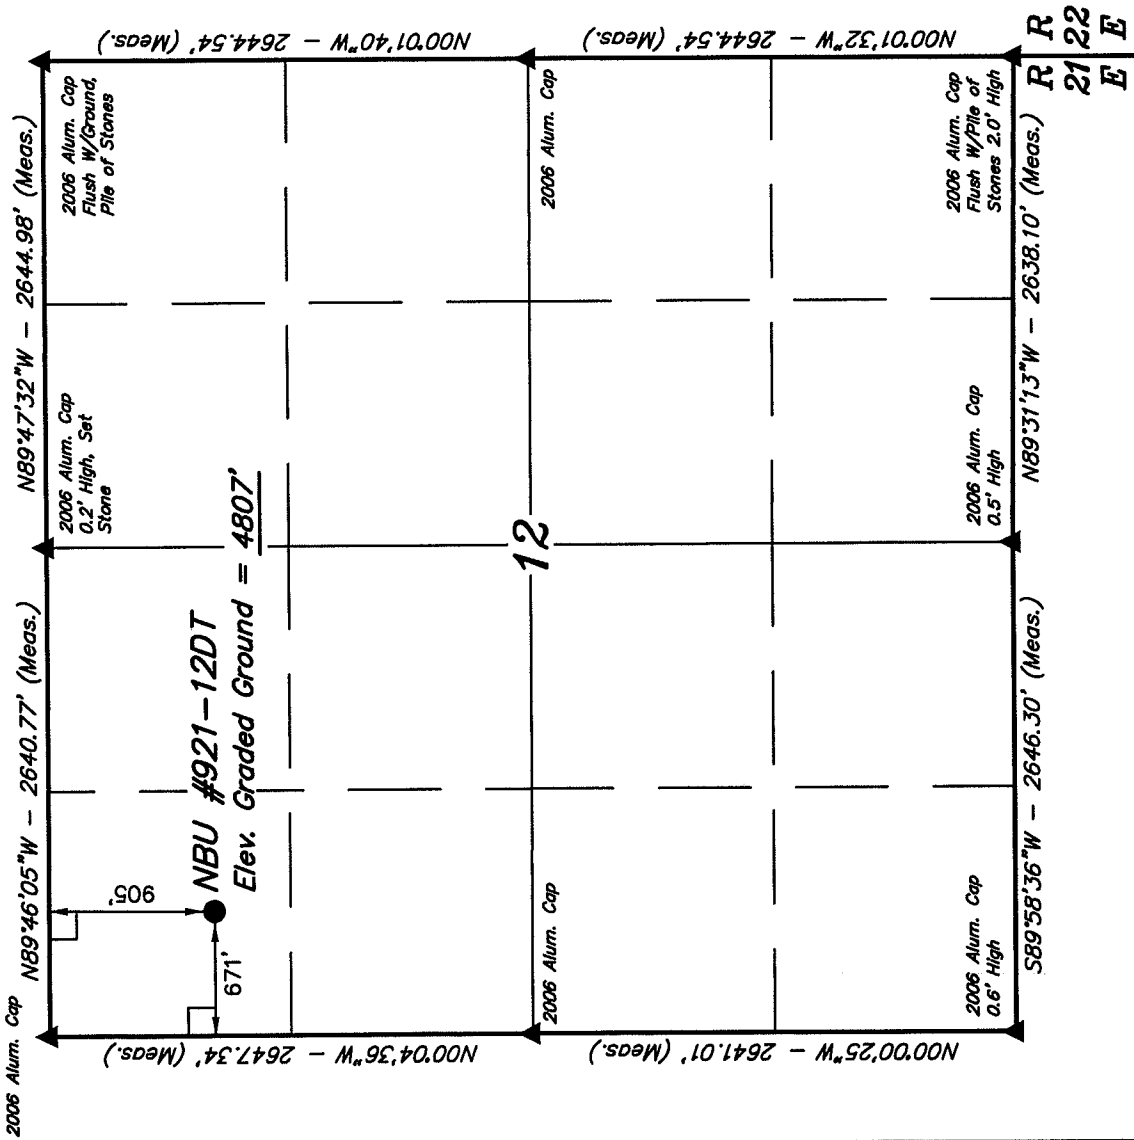 2006 Alum. Cap
N89°46'05"W - 2640.77' (Meas.)
N89°47'32"W - 2644.98' (Meas.)
2006 Alum. Cap
0.2' High, Set
Stone
2006 Alum. Cap
Flush W/Ground,
Pile of Stones
905'
671'
NBU #921-12DT
Elev. Graded Ground = 4807'
N00°04'36"W - 2647.34' (Meas.)
N00°01'40"W - 2644.54' (Meas.)
2006 Alum. Cap
12
2006 Alum. Cap
N00°00'25"W - 2641.01' (Meas.)
N00°01'32"W - 2644.54' (Meas.)
2006 Alum. Cap
0.6' High
2006 Alum. Cap
0.5' High
2006 Alum. Cap
Flush W/Pile of
Stones 2.0' High
S89°58'36"W - 2646.30' (Meas.)
N89°31'13"W - 2638.10' (Meas.)
R R
21 22
E E